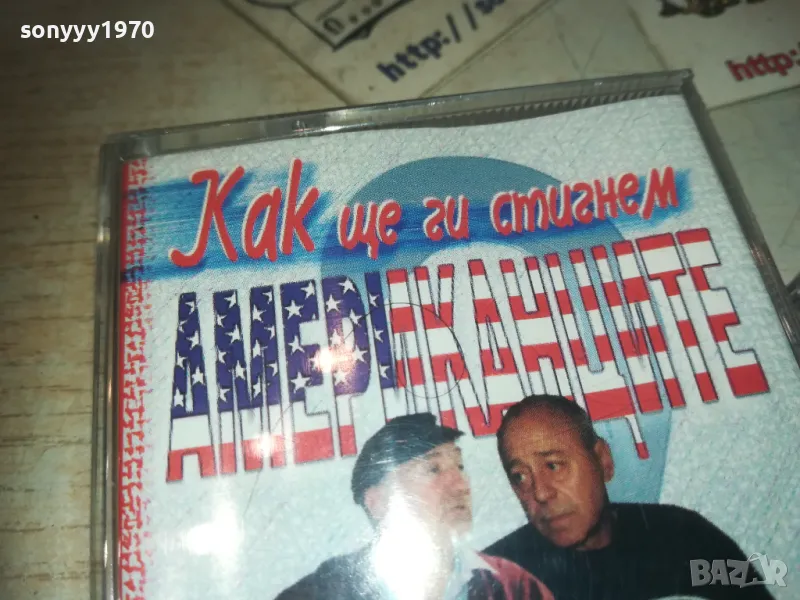 sonyyy1970
http://s
http:
Как ще ги стигнем
АМЕРИКАНЦИТЕ
BAZAR